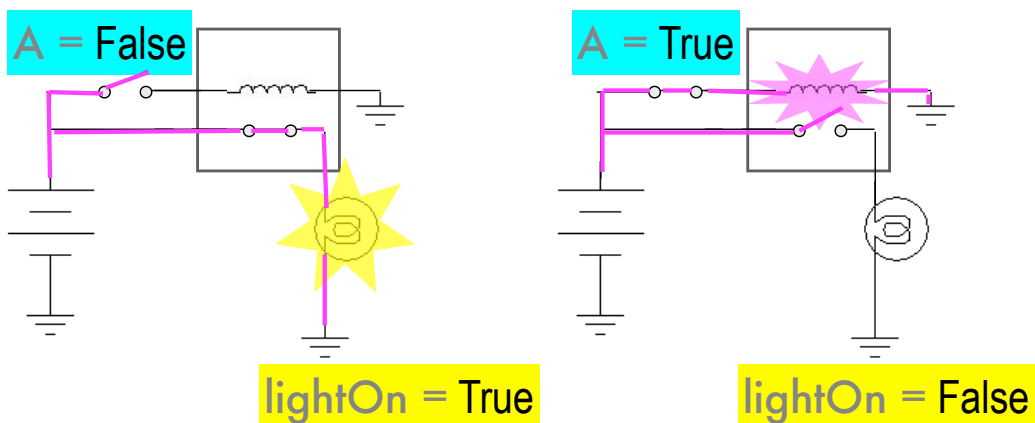 A = False
A = True
lightOn = True
lightOn = False